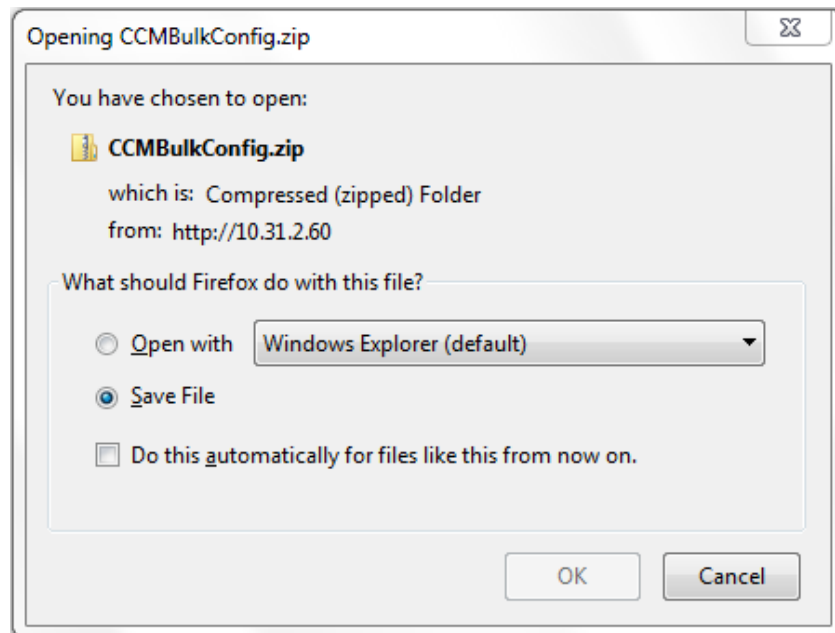 Opening CCMBulkConfig.zip
You have chosen to open:
CCMBulkConfig.zip
which is: Compressed (zipped) Folder
from: http://10.31.2.60
What should Firefox do with this file?
Open with Windows Explorer (default)
Save File
Do this automatically for files like this from now on.
OK Cancel